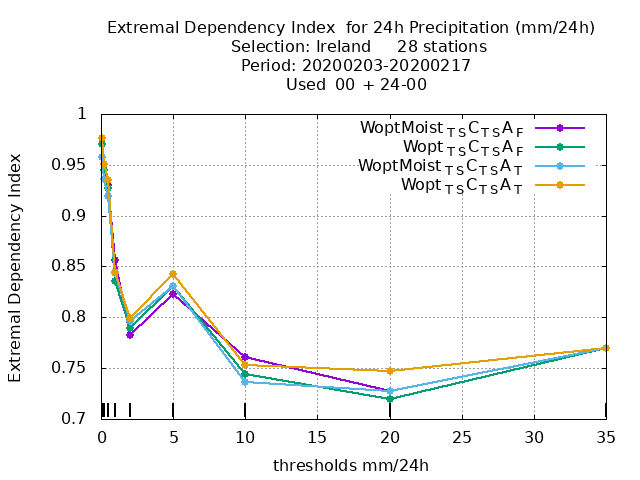 Extremal Dependency Index  for 24h Precipitation (mm/24h)
Selection: Ireland     28 stations
Period: 20200203-20200217
Used  00 + 24-00
WoptMoist TS C TS A F
Wopt TS C TS A F
WoptMoist TS C TS A T
Wopt TS C TS A T
Extremal Dependency Index
1
0.95
0.9
0.85
0.8
0.75
0.7
0 5 10 15 20 25 30 35
thresholds mm/24h